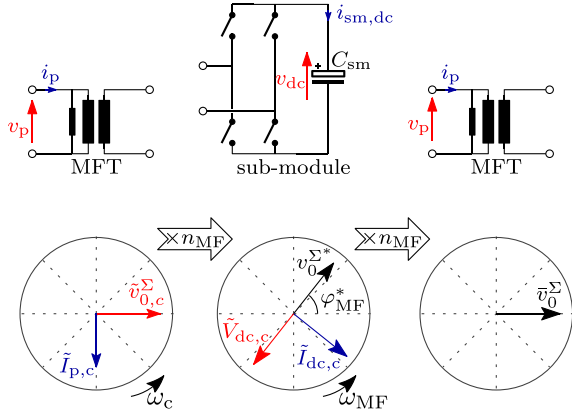 i_sm,dc
i_p
C_sm
i_p
+
v_dc
v_p
v_p
MFT
sub-module
MFT
× n_MF
× n_MF
v_0^Σ*
ṽ_0,c^Σ
φ_MF^*
v̄_0^Σ
Ṽ_dc,c
Ĩ_p,c
Ĩ_dc,c
ω_c
ω_MF